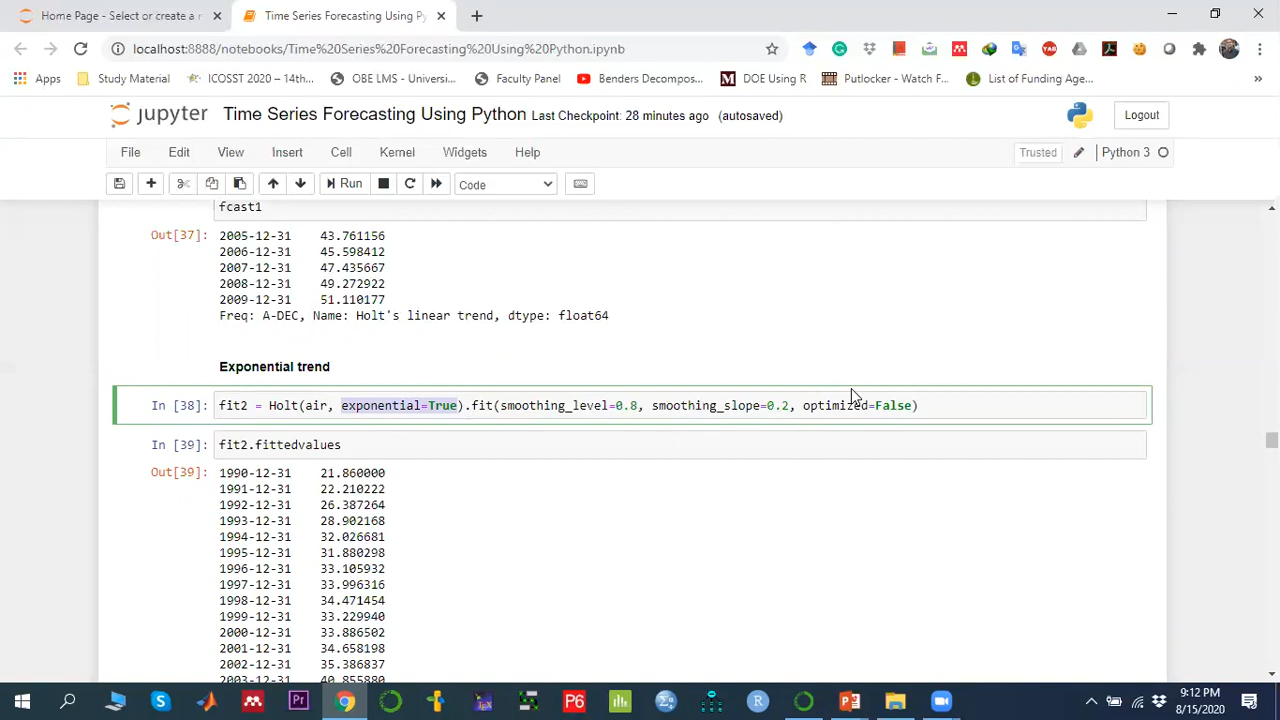 Home Page - Select or create a n
Time Series Forecasting Using Py
localhost:8888/notebooks/Time%20Series%20Forecasting%20Using%20Python.ipynb
Apps Study Material ICOSST 2020 – 14th... OBE LMS - Universi... Faculty Panel Benders Decompos... DOE Using R Putlocker - Watch F... List of Funding Age... »
jupyter Time Series Forecasting Using Python Last Checkpoint: 28 minutes ago (autosaved) Logout
File Edit View Insert Cell Kernel Widgets Help Trusted Python 3
Run Code
fcast1
Out[37]: 2005-12-31 43.761156
2006-12-31 45.598412
2007-12-31 47.435667
2008-12-31 49.272922
2009-12-31 51.110177
Freq: A-DEC, Name: Holt's linear trend, dtype: float64
Exponential trend
In [38]: fit2 = Holt(air, exponential=True).fit(smoothing_level=0.8, smoothing_slope=0.2, optimized=False)
In [39]: fit2.fittedvalues
Out[39]: 1990-12-31 21.860000
1991-12-31 22.210222
1992-12-31 26.387264
1993-12-31 28.902168
1994-12-31 32.026681
1995-12-31 31.880298
1996-12-31 33.105932
1997-12-31 33.996316
1998-12-31 34.471454
1999-12-31 33.229940
2000-12-31 33.886502
2001-12-31 34.658198
2002-12-31 35.386837
2003-12-31 40.855880
Pr P6 R
9:12 PM
8/15/2020